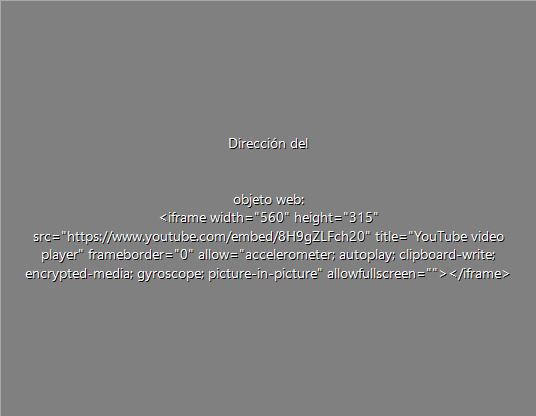 Dirección del
objeto web:
<iframe width="560" height="315"
src="https://www.youtube.com/embed/8H9gZLFch20" title="YouTube video
player" frameborder="0" allow="accelerometer; autoplay; clipboard-write;
encrypted-media; gyroscope; picture-in-picture" allowfullscreen=""></iframe>